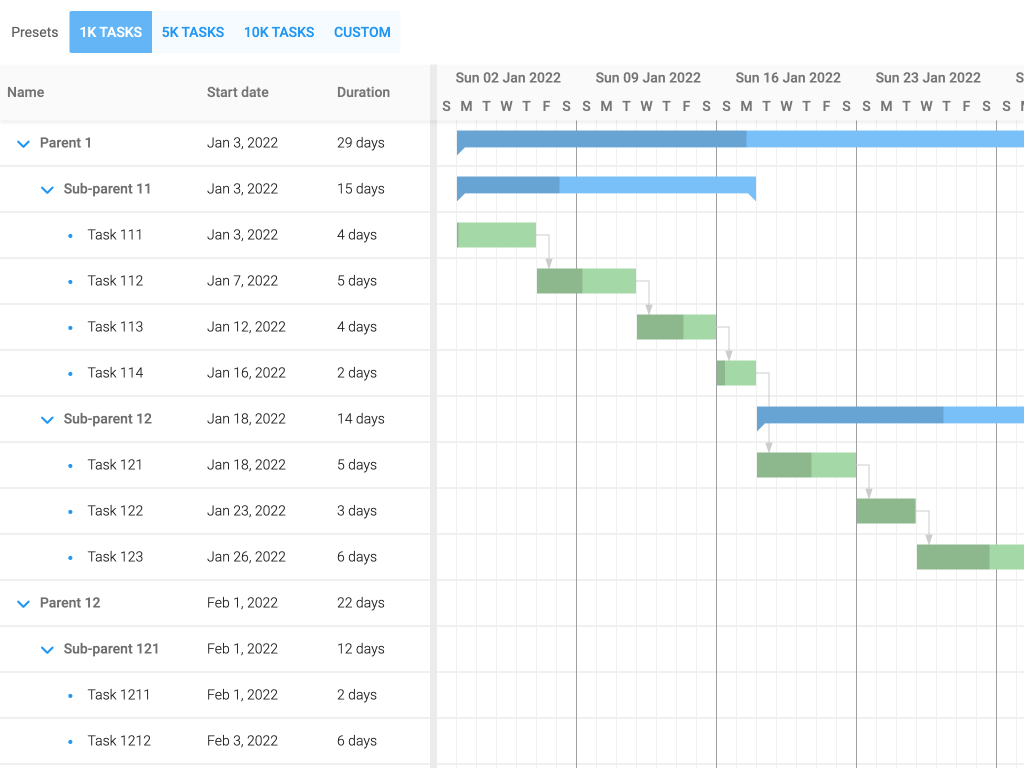 Presets 1K TASKS 5K TASKS 10K TASKS CUSTOM
Name Start date Duration Sun 02 Jan 2022 Sun 09 Jan 2022 Sun 16 Jan 2022 Sun 23 Jan 2022 S
S M T W T F S S M T W T F S S M T W T F S S M T W T F S S M
Parent 1 Jan 3, 2022 29 days
Sub-parent 11 Jan 3, 2022 15 days
Task 111 Jan 3, 2022 4 days
Task 112 Jan 7, 2022 5 days
Task 113 Jan 12, 2022 4 days
Task 114 Jan 16, 2022 2 days
Sub-parent 12 Jan 18, 2022 14 days
Task 121 Jan 18, 2022 5 days
Task 122 Jan 23, 2022 3 days
Task 123 Jan 26, 2022 6 days
Parent 12 Feb 1, 2022 22 days
Sub-parent 121 Feb 1, 2022 12 days
Task 1211 Feb 1, 2022 2 days
Task 1212 Feb 3, 2022 6 days